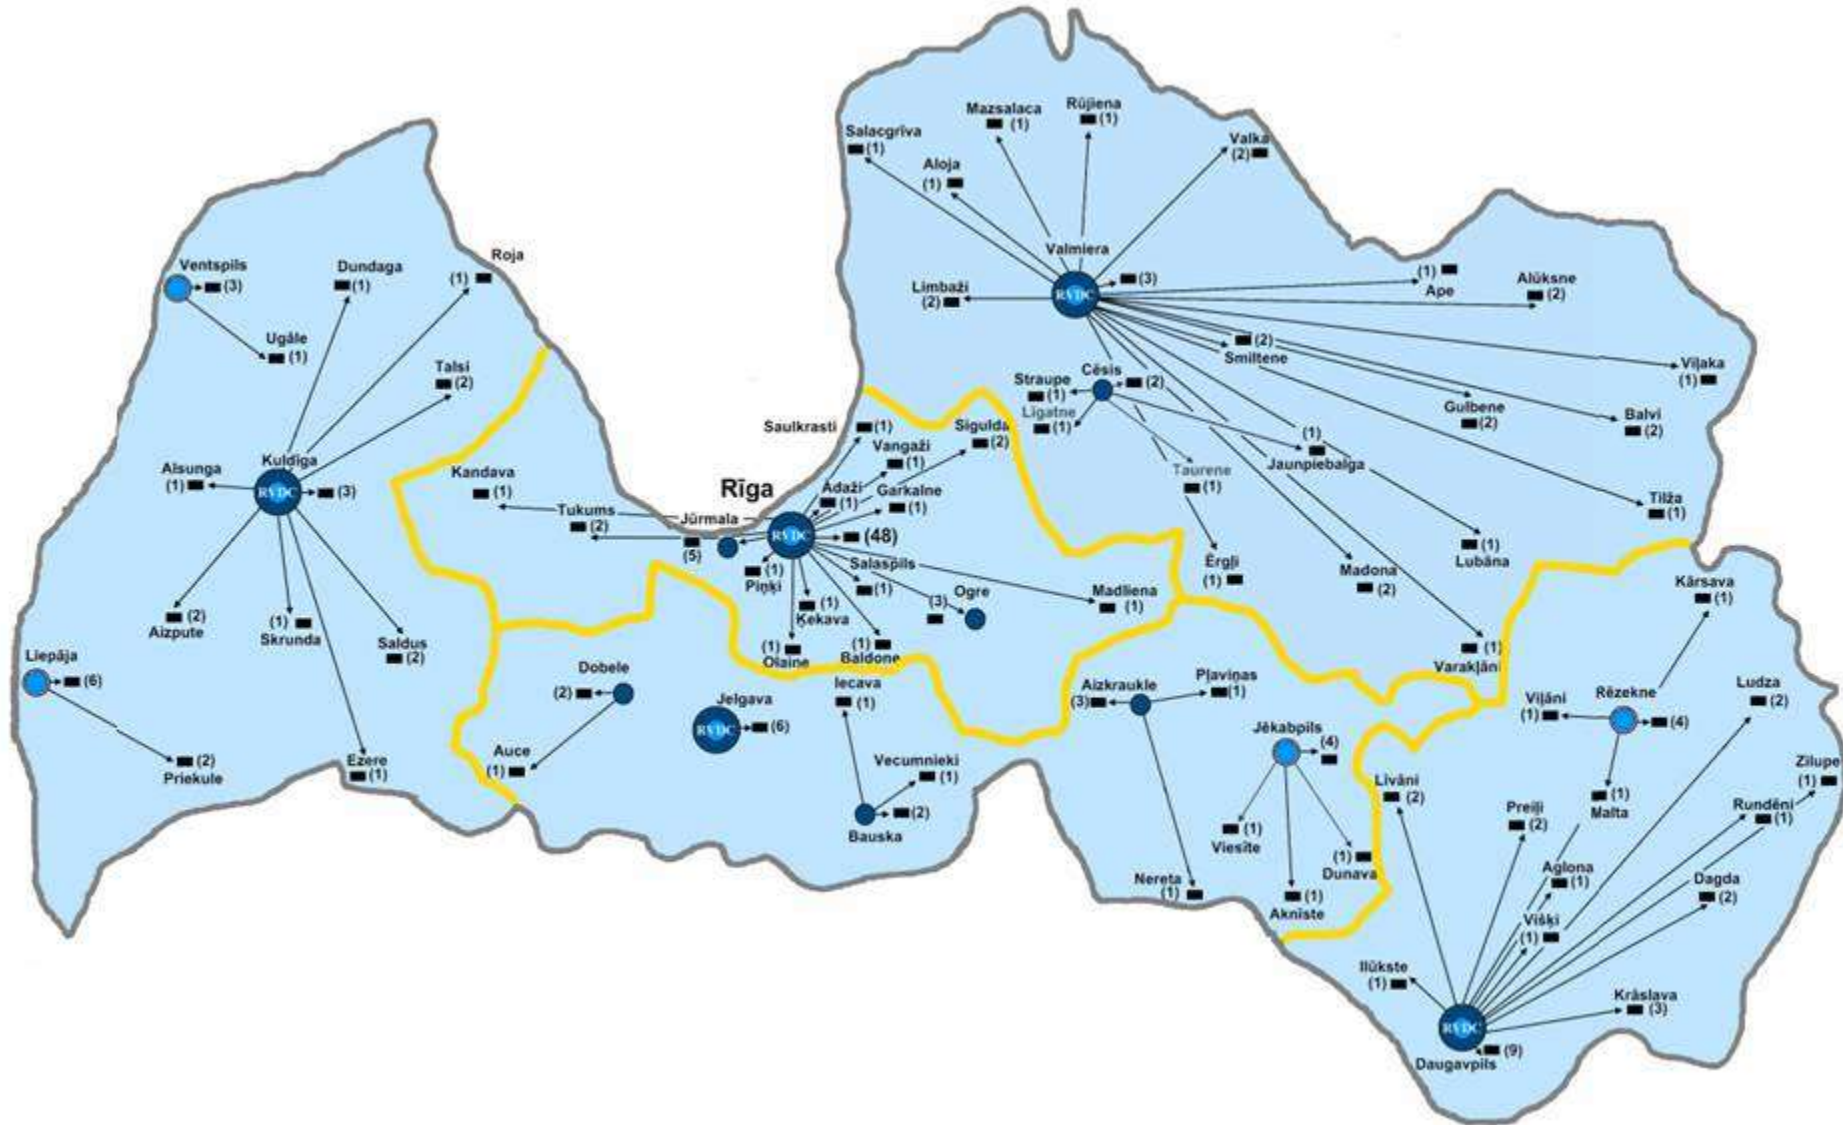 Mazsalaca
(1)
Rūjiena
(1)
Salacgrīva
(1)
Valka
(2)
Aloja
(1)
Valmiera
RVDC
(3)
Limbaži
(2)
(1)
Ape
Alūksne
(2)
(2)
Smiltene
Viļaka
(1)
Gulbene
(2)
Balvi
(2)
Cēsis
(2)
Straupe
(1)
Līgatne
(1)
(1)
Jaunpiebalga
Taurene
(1)
Tilža
(1)
(1)
Lubāna
Ērgļi
(1)
Madona
(2)
(1)
Varakļāni
Ventspils
(3)
Dundaga
(1)
Roja
(1)
Ugāle
(1)
Talsi
(2)
Kuldīga
RVDC
(3)
Alsunga
(1)
(2)
Aizpute
(1)
Skrunda
Saldus
(2)
Liepāja
(6)
(2)
Priekule
Ezere
(1)
Rīga
RVDC
(48)
Saulkrasti
(1)
Vangaži
(1)
Sigulda
(2)
Ādaži
(1)
Garkalne
(1)
Kandava
(1)
Tukums
(2)
Jūrmala
(5)
(1)
Piņķi
Salaspils
(1)
(1)
Ķekava
(3)
Ogre
Madliena
(1)
(1)
Olaine
(1)
Baldone
Dobele
(2)
Auce
(1)
Jelgava
RVDC
(6)
Iecava
(1)
Vecumnieki
(1)
(2)
Bauska
Aizkraukle
(3)
Pļaviņas
(1)
Jēkabpils
(4)
(1)
Viesīte
(1)
Dunava
Nereta
(1)
(1)
Aknīste
Kārsava
(1)
Rēzekne
(4)
Viļāni
(1)
Ludza
(2)
Zilupe
(1)
Līvāni
(2)
(1)
Malta
Rundēni
(1)
Preiļi
(2)
Aglona
(1)
Dagda
(2)
Višķi
(1)
Ilūkste
(1)
Krāslava
(3)
RVDC
(9)
Daugavpils